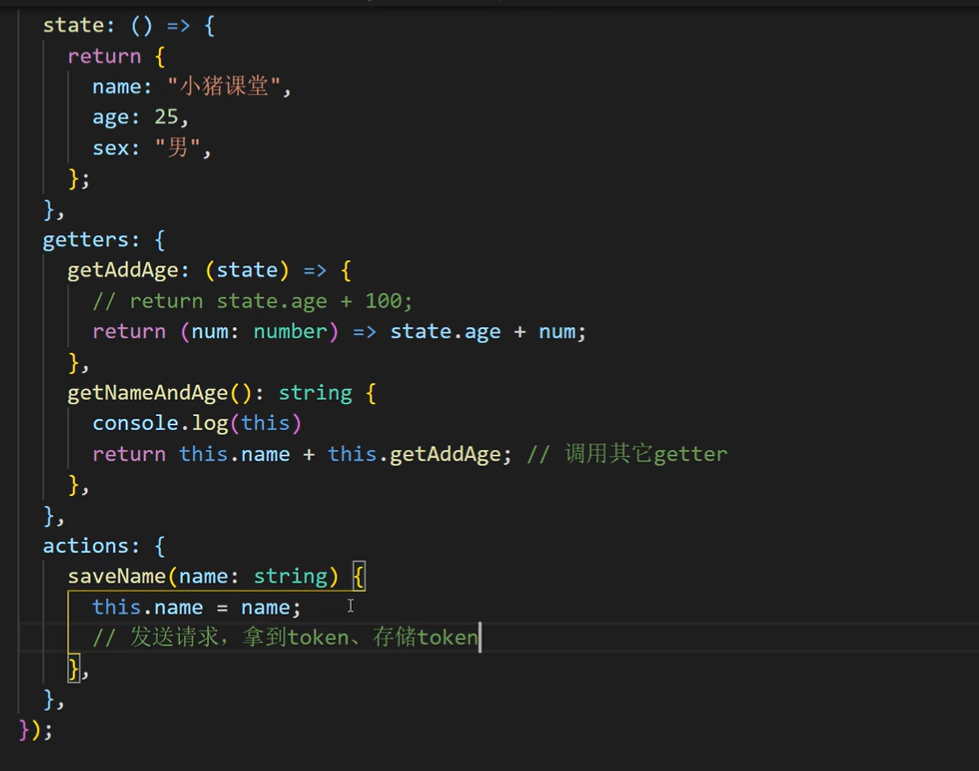 state: () => {
return {
name: "小猪课堂",
age: 25,
sex: "男",
};
},
getters: {
getAddAge: (state) => {
// return state.age + 100;
return (num: number) => state.age + num;
},
getNameAndAge(): string {
console.log(this)
return this.name + this.getAddAge; // 调用其它getter
},
},
actions: {
saveName(name: string) {
this.name = name;
// 发送请求，拿到token、存储token
},
},
});